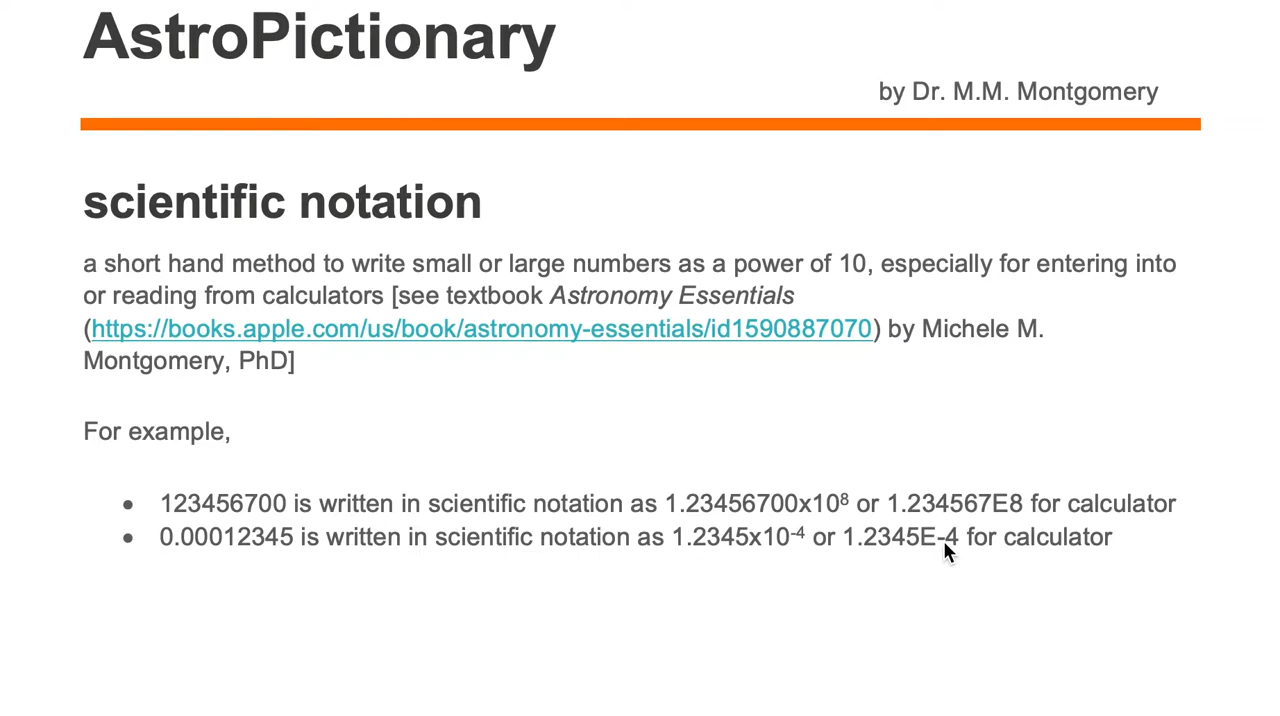 AstroPictionary
by Dr. M.M. Montgomery
scientific notation
a short hand method to write small or large numbers as a power of 10, especially for entering into
or reading from calculators [see textbook Astronomy Essentials
(https://books.apple.com/us/book/astronomy-essentials/id1590887070) by Michele M.
Montgomery, PhD]
For example,
• 123456700 is written in scientific notation as 1.23456700x10⁸ or 1.234567E8 for calculator
• 0.00012345 is written in scientific notation as 1.2345x10⁻⁴ or 1.2345E-4 for calculator